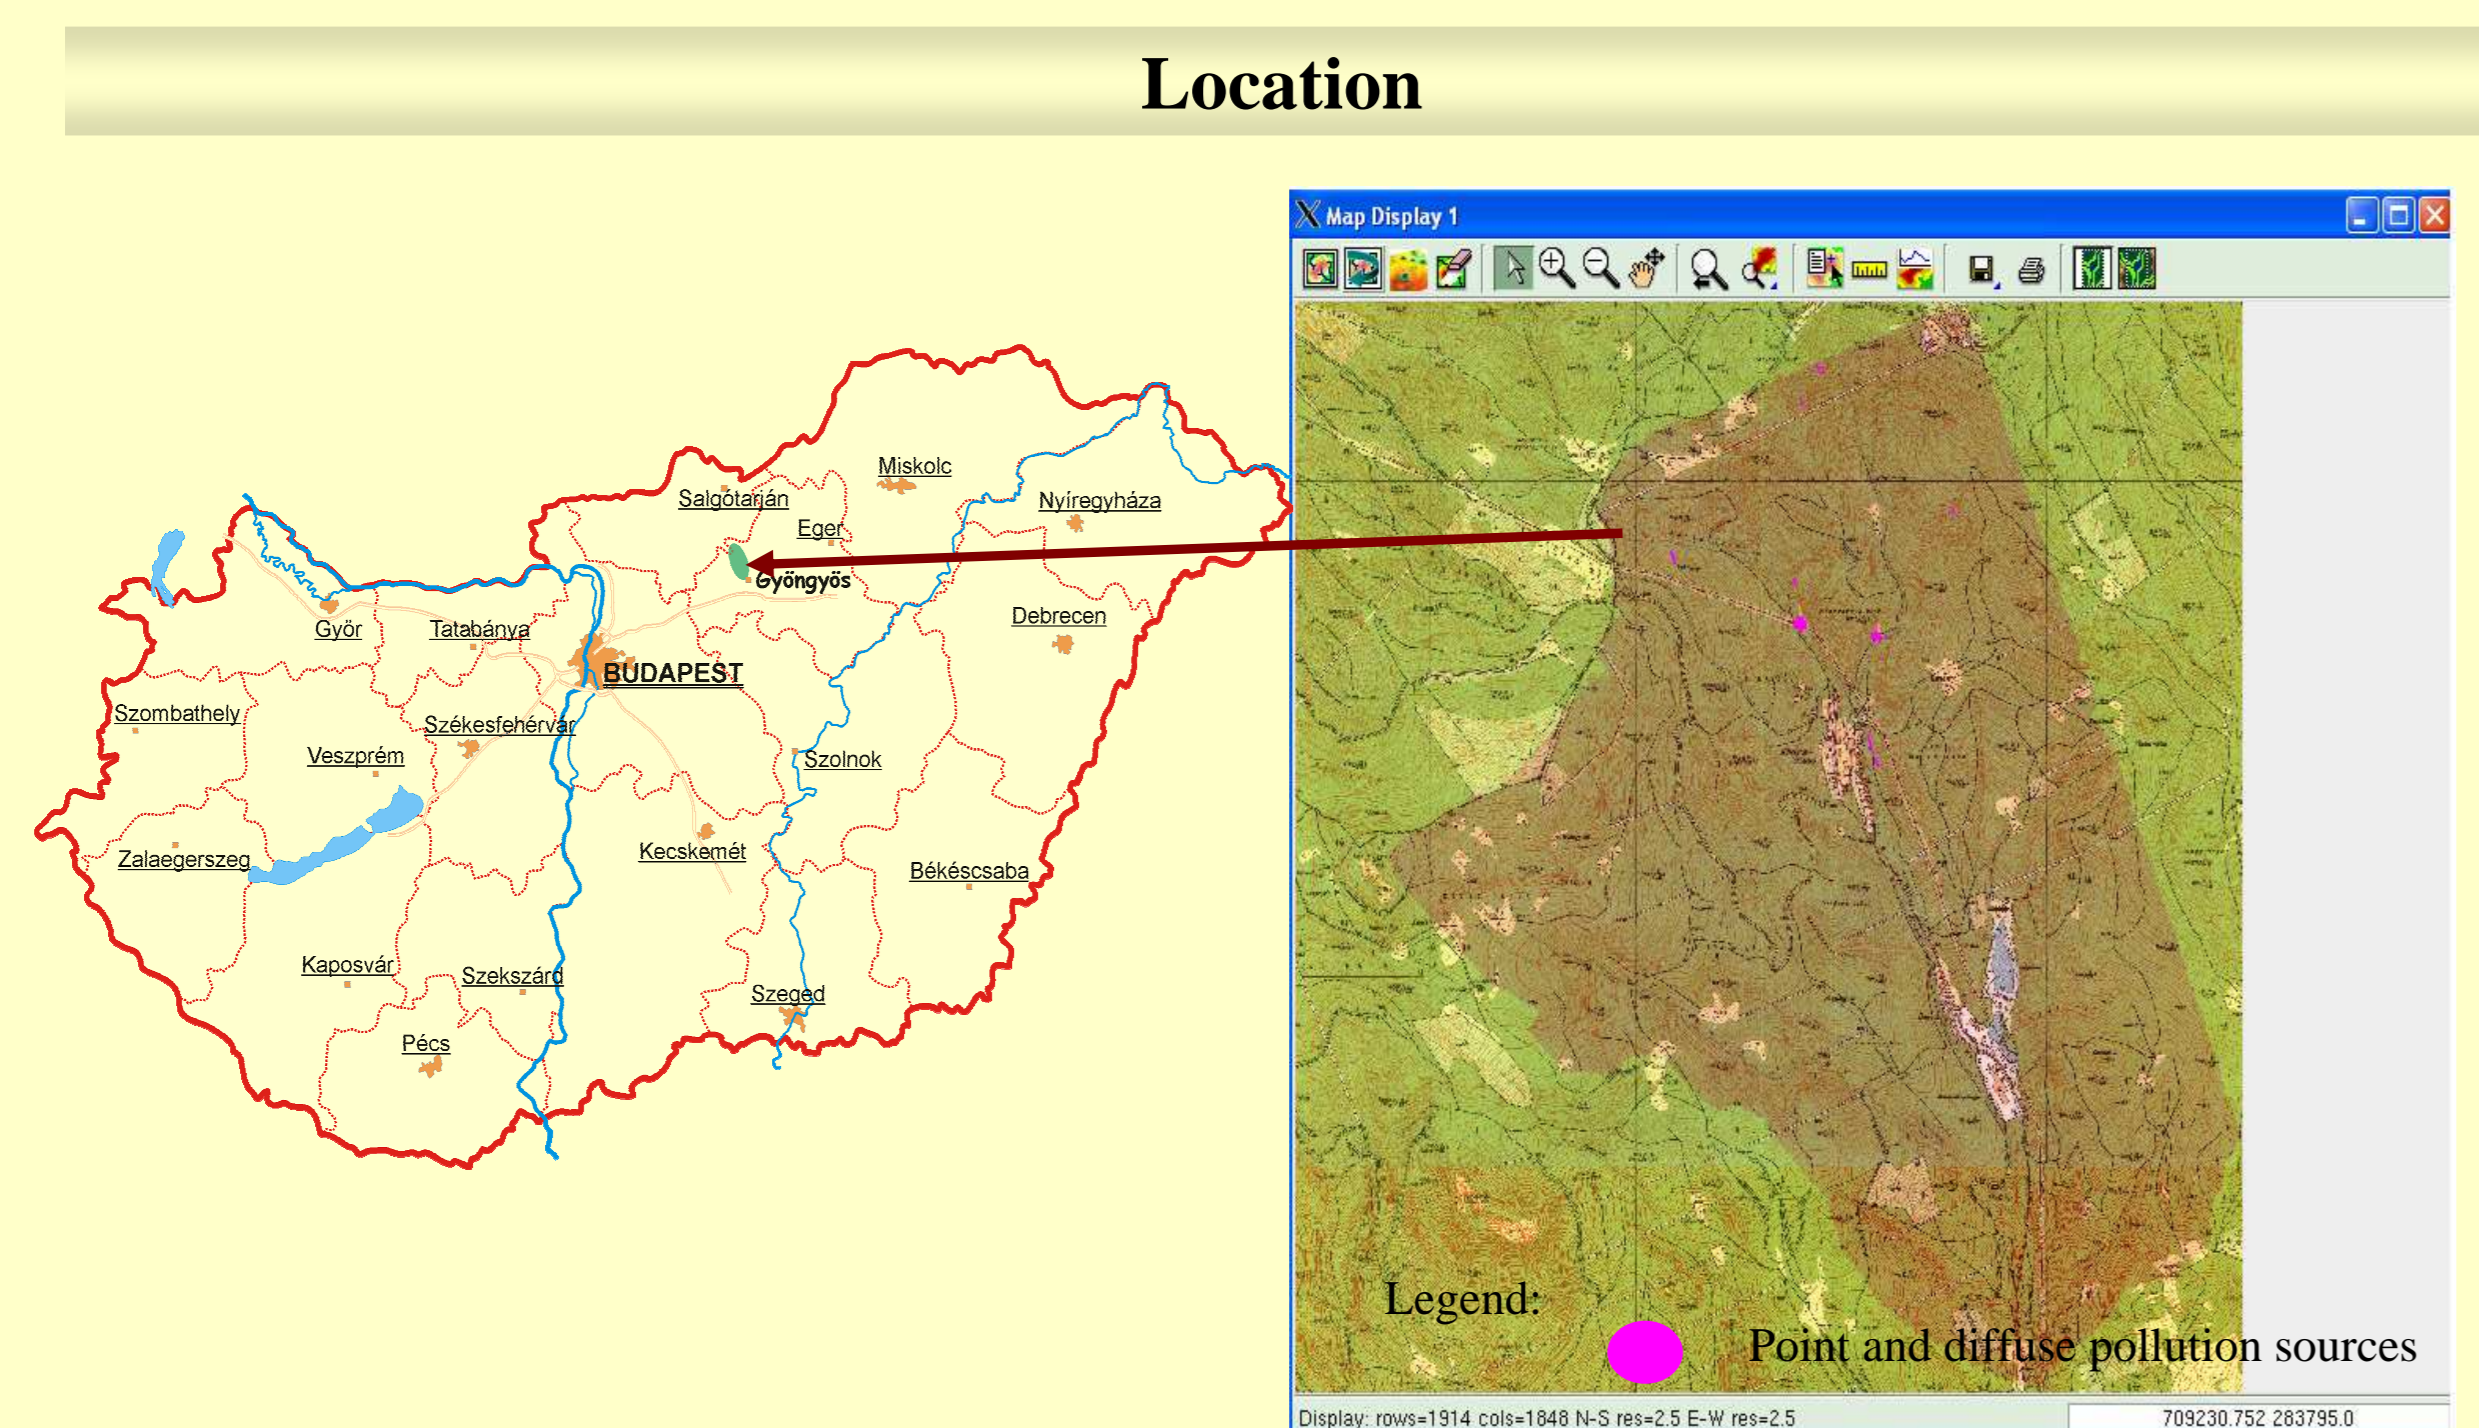 Location
Map Display 1
Miskolc
Salgótarján
Nyíregyháza
Eger
Gyöngyös
Debrecen
Győr
Tatabánya
BUDAPEST
Szombathely
Székesfehérvár
Veszprém
Szolnok
Zalaegerszeg
Kecskemét
Békéscsaba
Kaposvár
Szekszárd
Szeged
Pécs
Legend:
Point and diffuse pollution sources
Display: rows=1914 cols=1848 N-S res=2.5 E-W res=2.5
709230.752 283795.0